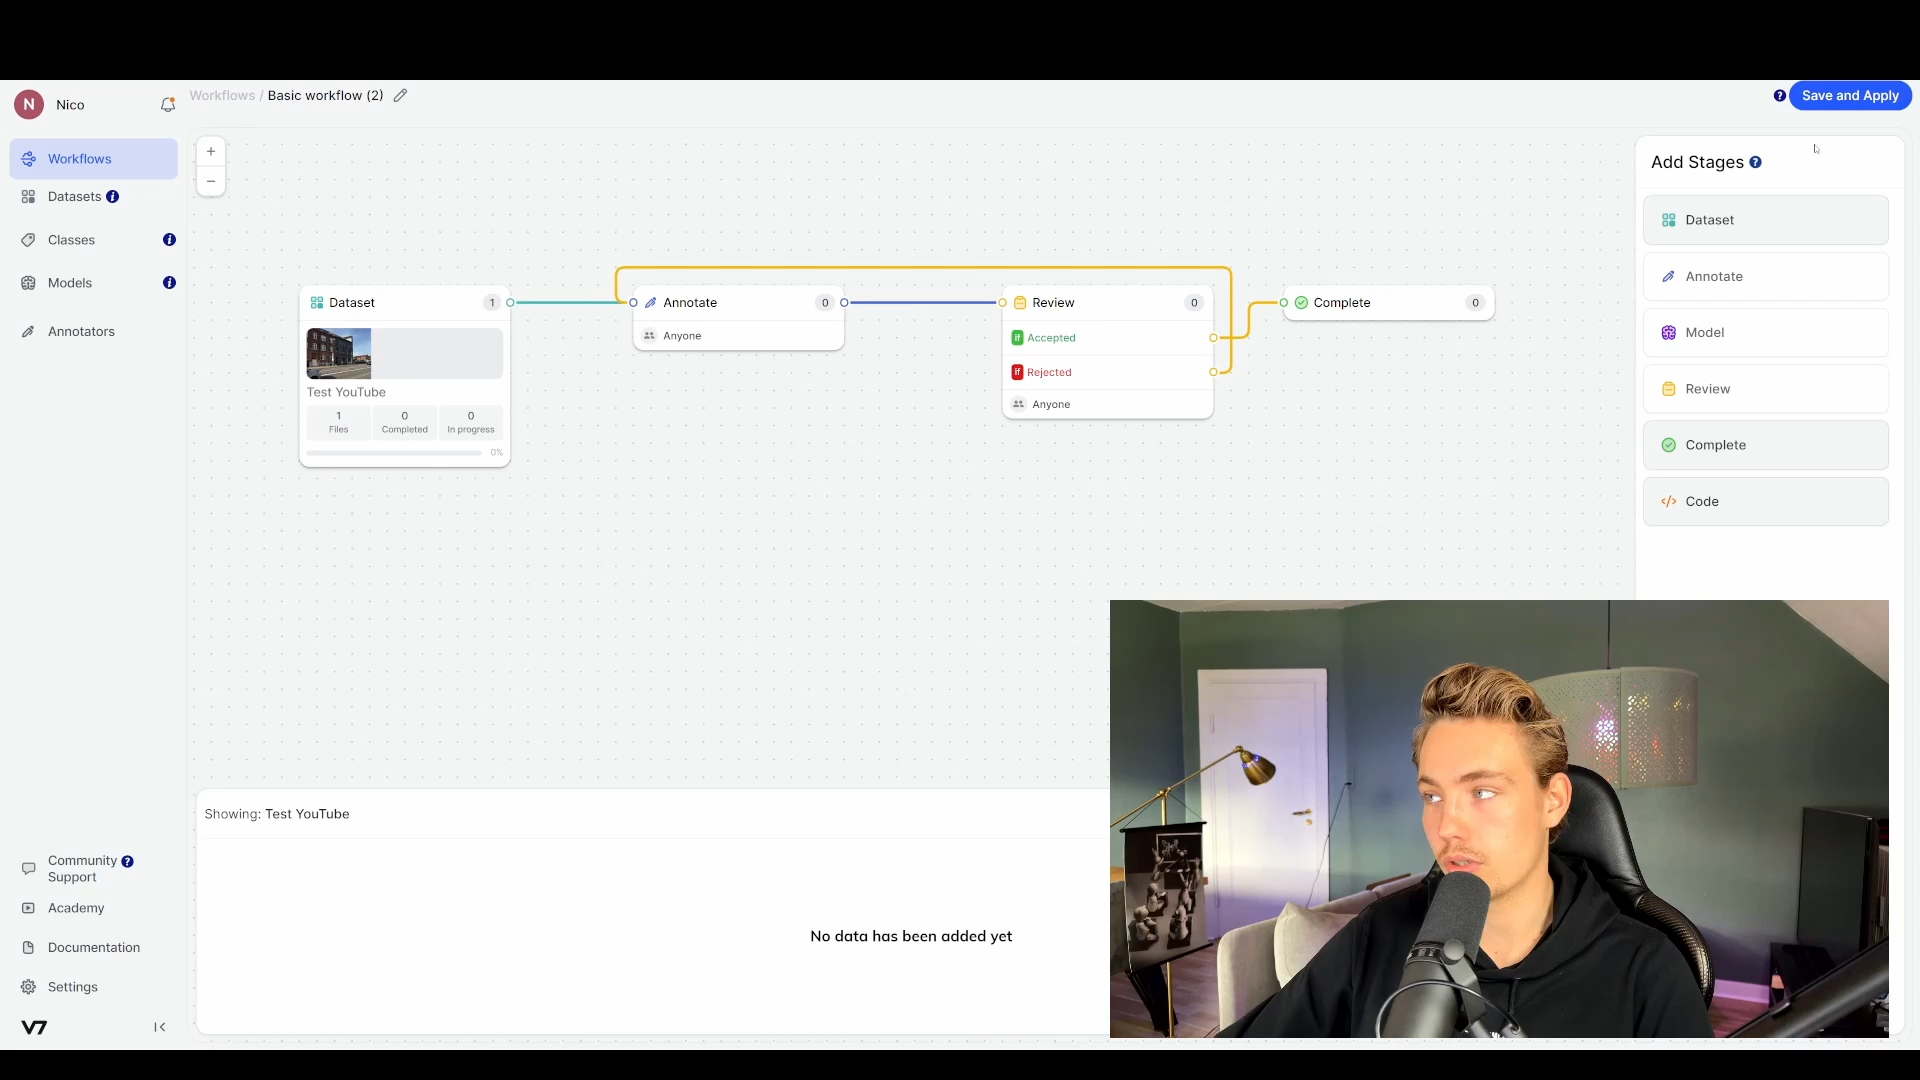 N Nico
Workflows / Basic workflow (2)
? Save and Apply
Workflows
Datasets i
Classes i
Models i
Annotators
+
−
Add Stages ?
Dataset
Annotate
Model
Review
Complete
Code
Dataset 1
Test YouTube
1 0 0
Files Completed In progress
0%
Annotate 0
Anyone
Review 0
if Accepted
if Rejected
Anyone
Complete 0
Showing: Test YouTube
No data has been added yet
Community ?
Support
Academy
Documentation
Settings
V7